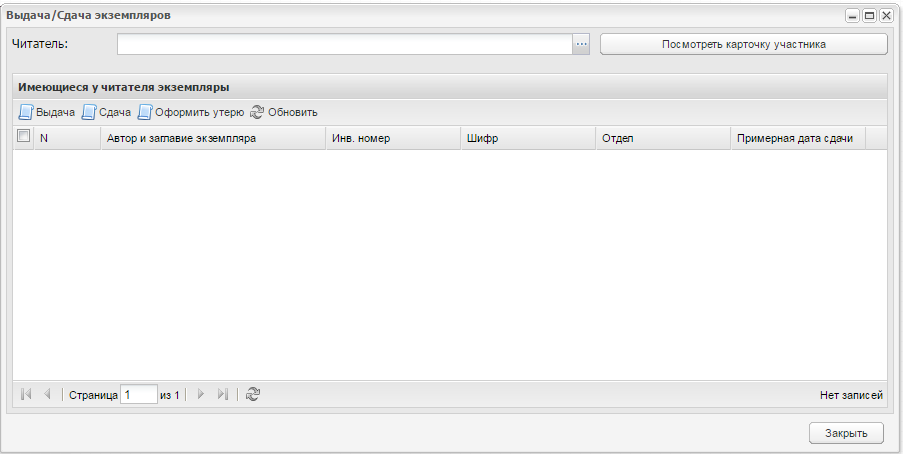 Выдача/Сдача экземпляров
Читатель: ... Посмотреть карточку участника
Имеющиеся у читателя экземпляры
Выдача Сдача Оформить утерю Обновить
N Автор и заглавие экземпляра Инв. номер Шифр Отдел Примерная дата сдачи
Страница 1 из 1 Нет записей
Закрыть